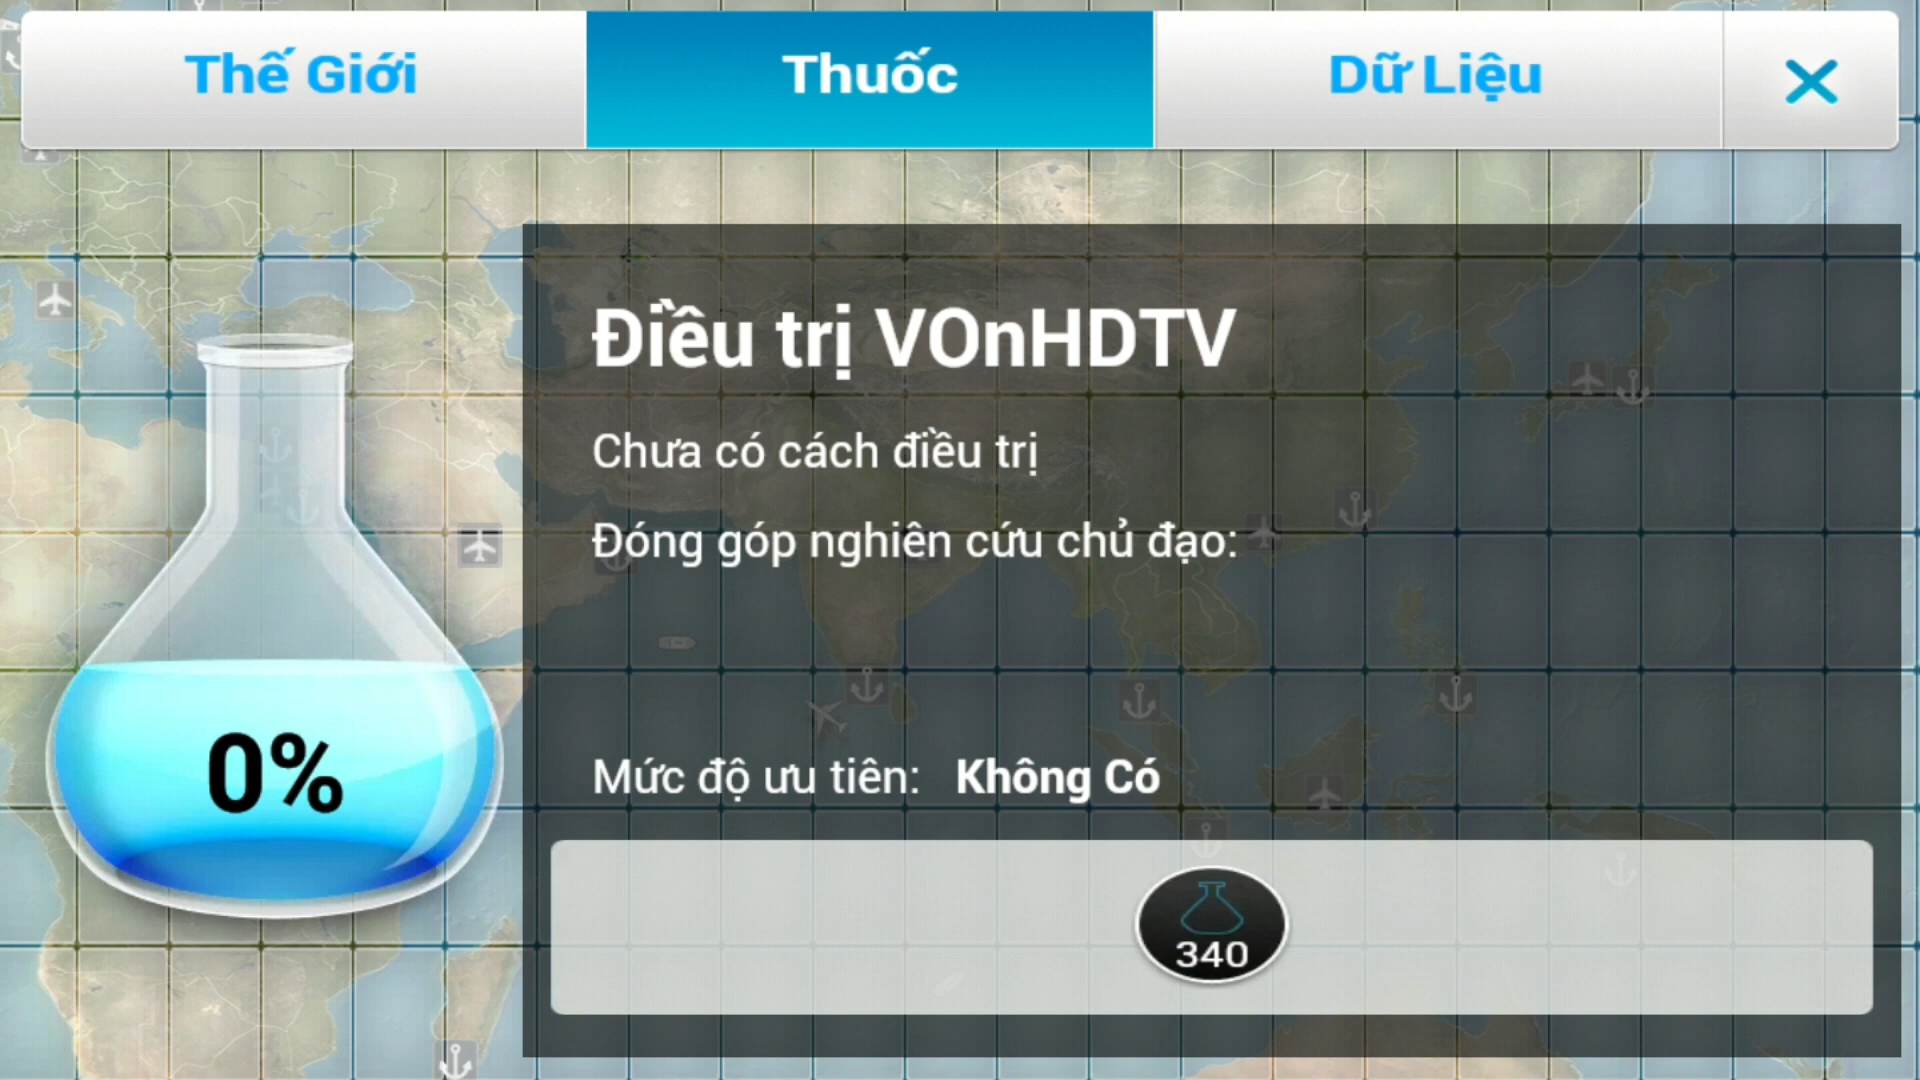 Thế Giới
Thuốc
Dữ Liệu
Điều trị VOnHDTV
Chưa có cách điều trị
Đóng góp nghiên cứu chủ đạo:
0%
Mức độ ưu tiên: Không Có
340